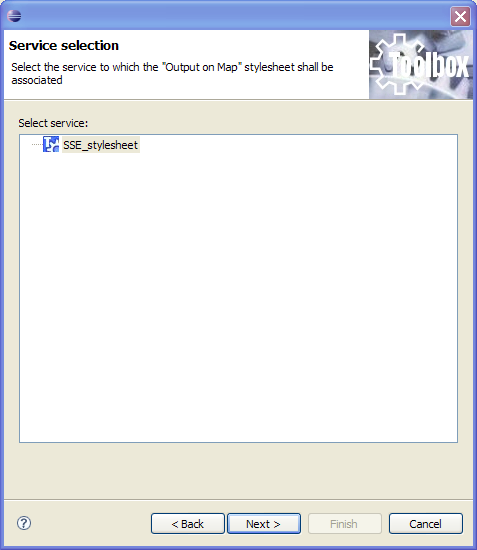 Service selection
Select the service to which the "Output on Map" stylesheet shall be
associated
Toolbox
Select service:
SSE_stylesheet
< Back
Next >
Finish
Cancel